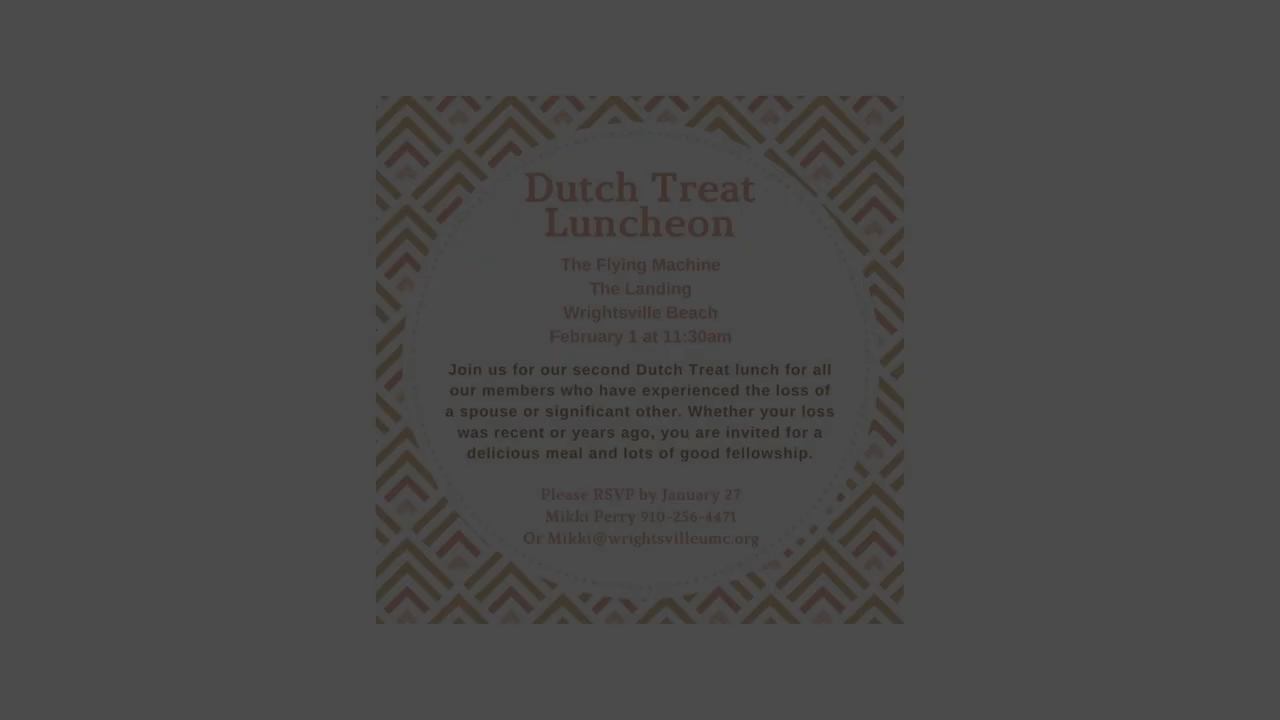 Dutch Treat
Luncheon
The Flying Machine
The Landing
Wrightsville Beach
February 1 at 11:30am
Join us for our second Dutch Treat lunch for all
our members who have experienced the loss of
a spouse or significant other. Whether your loss
was recent or years ago, you are invited for a
delicious meal and lots of good fellowship.
Please RSVP by January 27
Mikki Perry 910-256-4471
Or Mikki@wrightsvilleumc.org